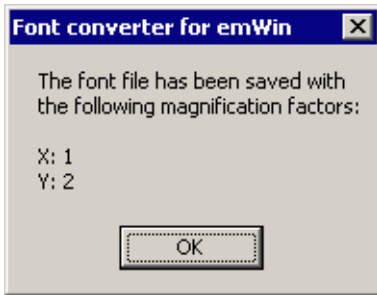 Font converter for emWin
The font file has been saved with
the following magnification factors:
X: 1
Y: 2
OK